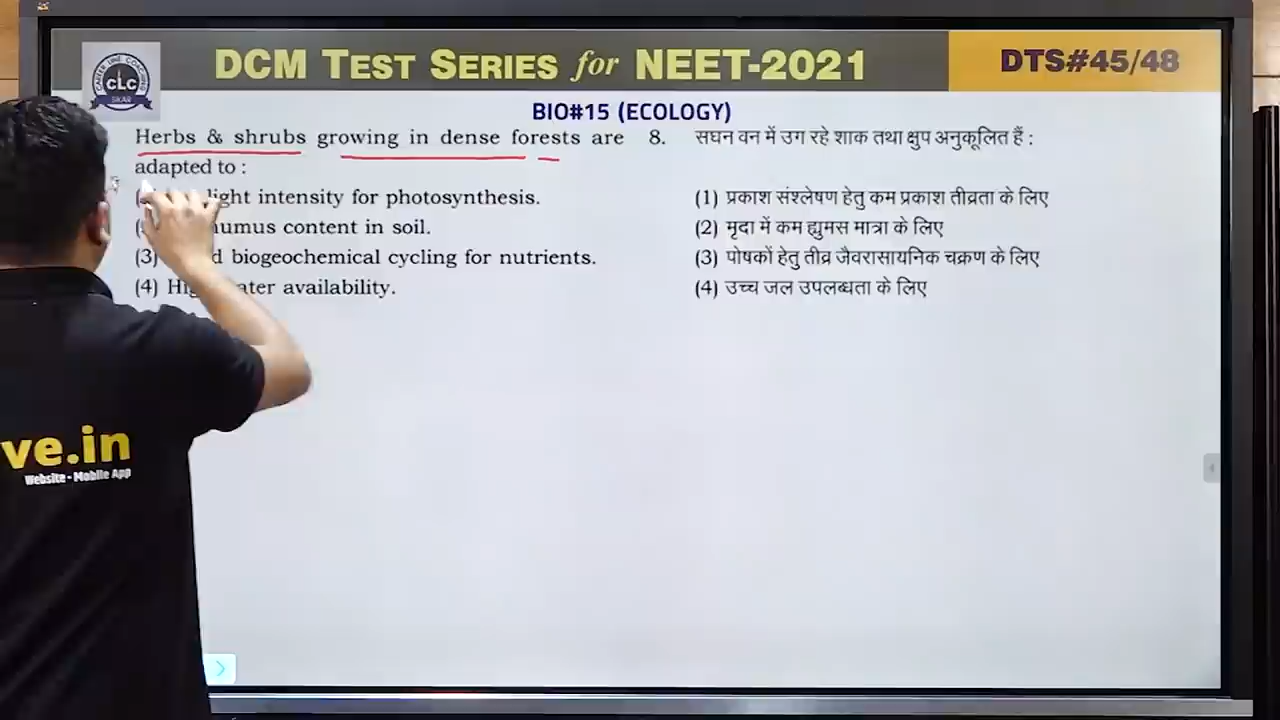 DCM TEST SERIES for NEET-2021
DTS#45/48
CLC
SIKAR
BIO#15 (ECOLOGY)
Herbs & shrubs growing in dense forests are
adapted to :
light intensity for photosynthesis.
humus content in soil.
(3) biogeochemical cycling for nutrients.
(4) availability.
8. सघन वन में उग रहे शाक तथा क्षुप अनुकूलित हैं :
(1) प्रकाश संश्लेषण हेतु कम प्रकाश तीव्रता के लिए
(2) मृदा में कम ह्युमस मात्रा के लिए
(3) पोषकों हेतु तीव्र जैवरासायनिक चक्रण के लिए
(4) उच्च जल उपलब्धता के लिए
ve.in
Website - Mobile App